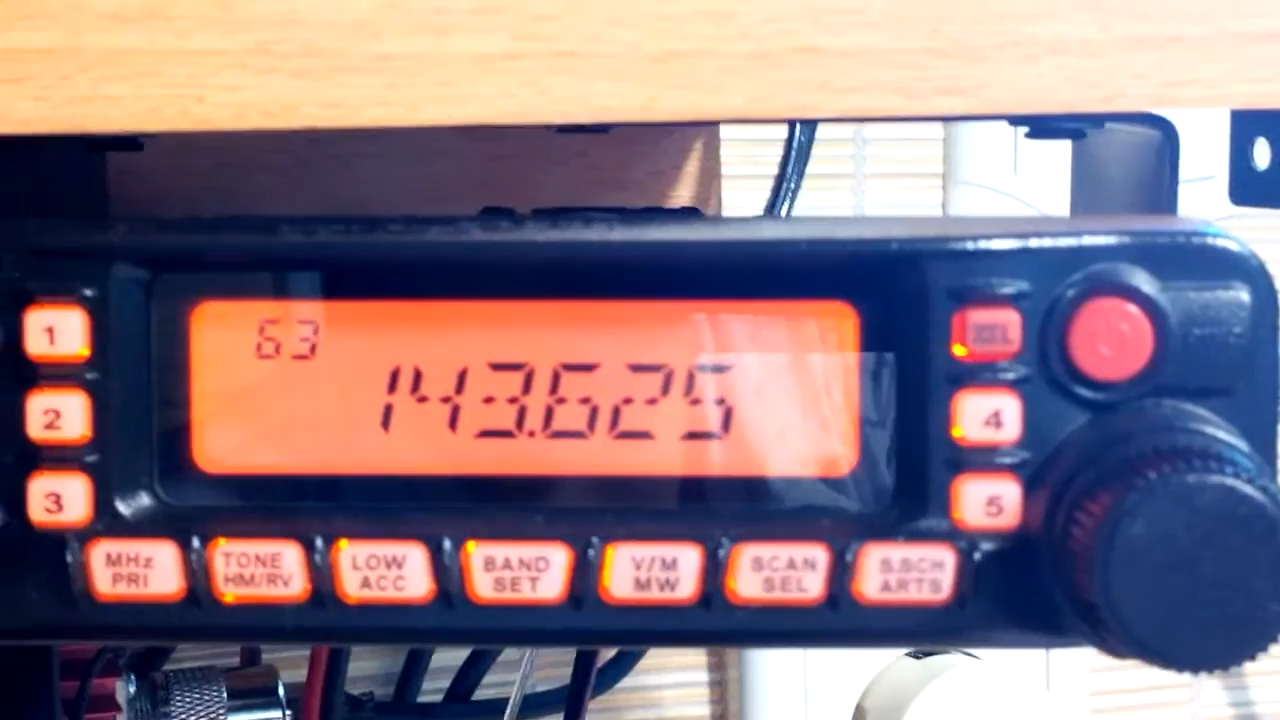 63
143.625
1
2
3
4
5
MHz
PRI
TONE
HM/RV
LOW
ACC
BAND
SET
V/M
MW
SCAN
SEL
S.SCH
ARTS